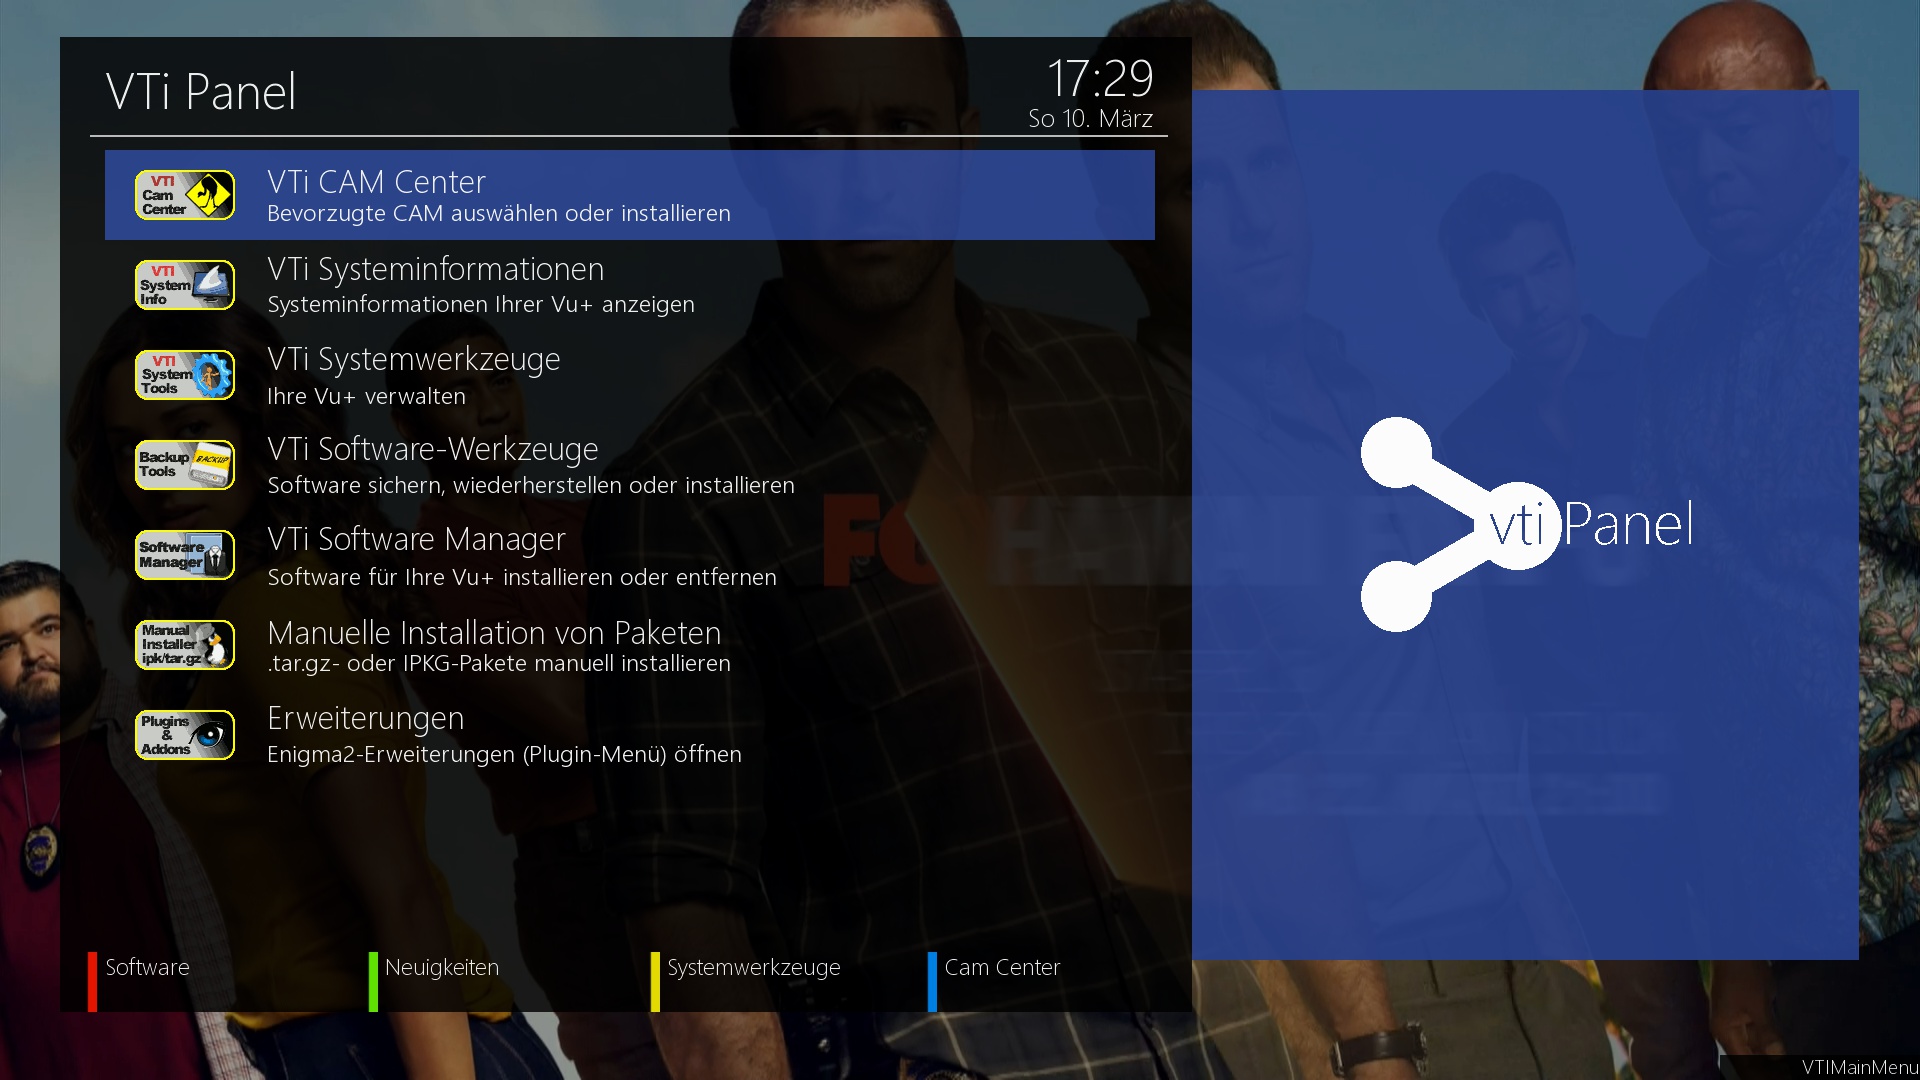 VTi Panel
17:29
So 10. März
VTI
Cam
Center
VTi CAM Center
Bevorzugte CAM auswählen oder installieren
VTI
System
Info
VTi Systeminformationen
Systeminformationen Ihrer Vu+ anzeigen
VTI
System
Tools
VTi Systemwerkzeuge
Ihre Vu+ verwalten
Backup
Tools
BACKUP
VTi Software-Werkzeuge
Software sichern, wiederherstellen oder installieren
Software
Manager
VTi Software Manager
Software für Ihre Vu+ installieren oder entfernen
Manual
Installer
ipk/tar.gz
Manuelle Installation von Paketen
.tar.gz- oder IPKG-Pakete manuell installieren
Plugins
&
Addons
Erweiterungen
Enigma2-Erweiterungen (Plugin-Menü) öffnen
vti Panel
Software
Neuigkeiten
Systemwerkzeuge
Cam Center
VTIMainMenu